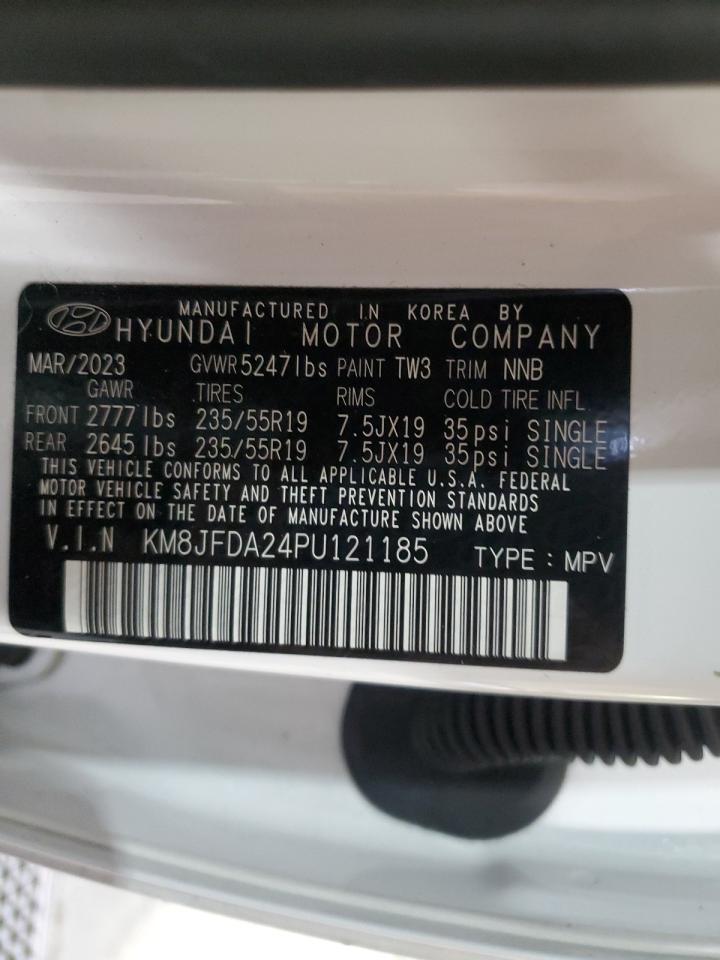 MANUFACTURED IN KOREA BY
HYUNDAI MOTOR COMPANY
MAR/2023 GVWR 5247lbs PAINT TW3 TRIM NNB
GAWR TIRES RIMS COLD TIRE INFL.
FRONT 2777lbs 235/55R19 7.5JX19 35psi SINGLE
REAR 2645lbs 235/55R19 7.5JX19 35psi SINGLE
THIS VEHICLE CONFORMS TO ALL APPLICABLE U.S.A. FEDERAL
MOTOR VEHICLE SAFETY AND THEFT PREVENTION STANDARDS
IN EFFECT ON THE DATE OF MANUFACTURE SHOWN ABOVE
V.I.N KM8JFDA24PU121185 TYPE : MPV